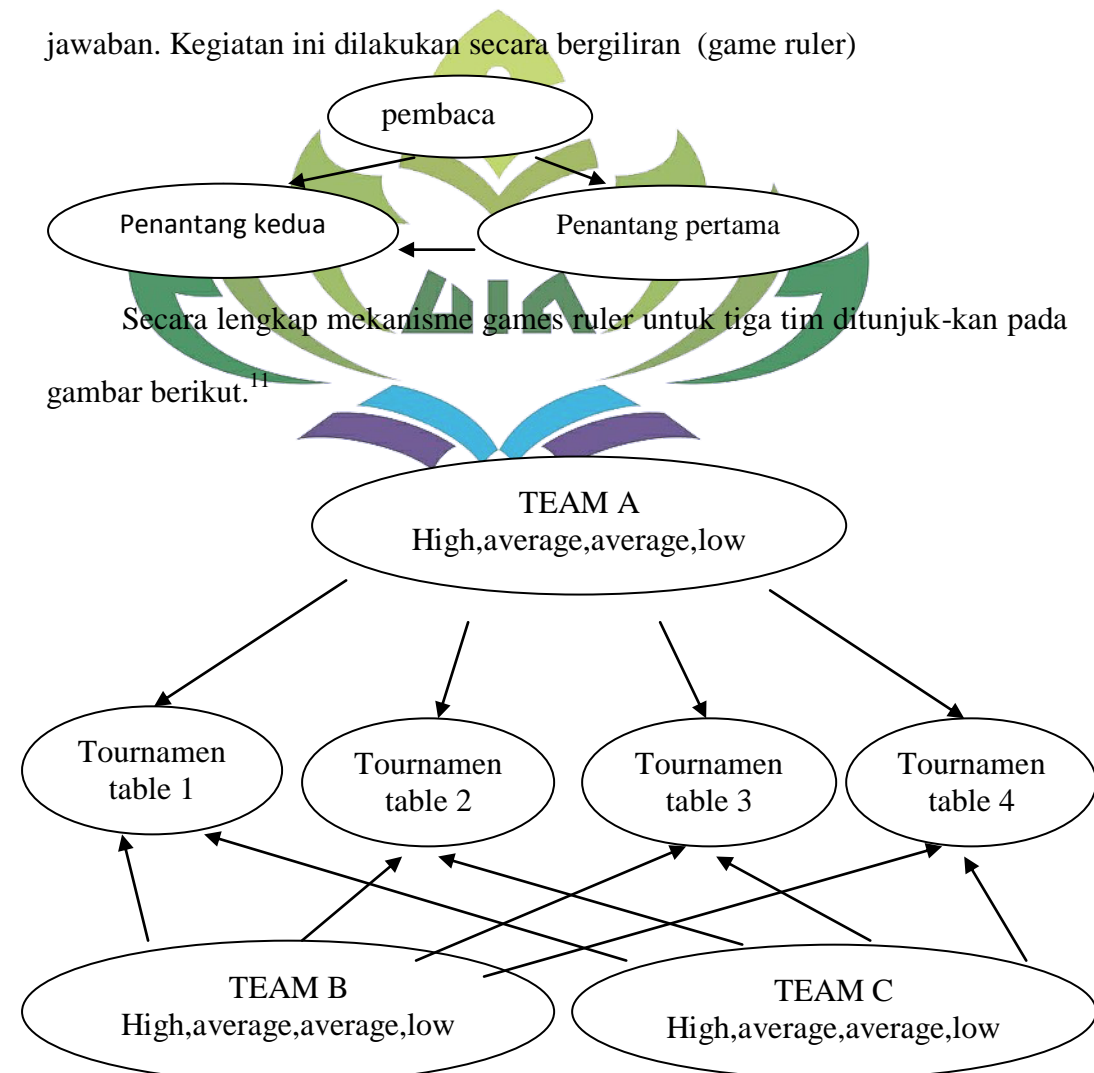 jawaban. Kegiatan ini dilakukan secara bergiliran (game ruler)
pembaca
Penantang kedua
Penantang pertama
Secara lengkap mekanisme games ruler untuk tiga tim ditunjuk-kan pada
gambar berikut.11
TEAM A
High,average,average,low
Tournamen
table 1
Tournamen
table 2
Tournamen
table 3
Tournamen
table 4
TEAM B
High,average,average,low
TEAM C
High,average,average,low